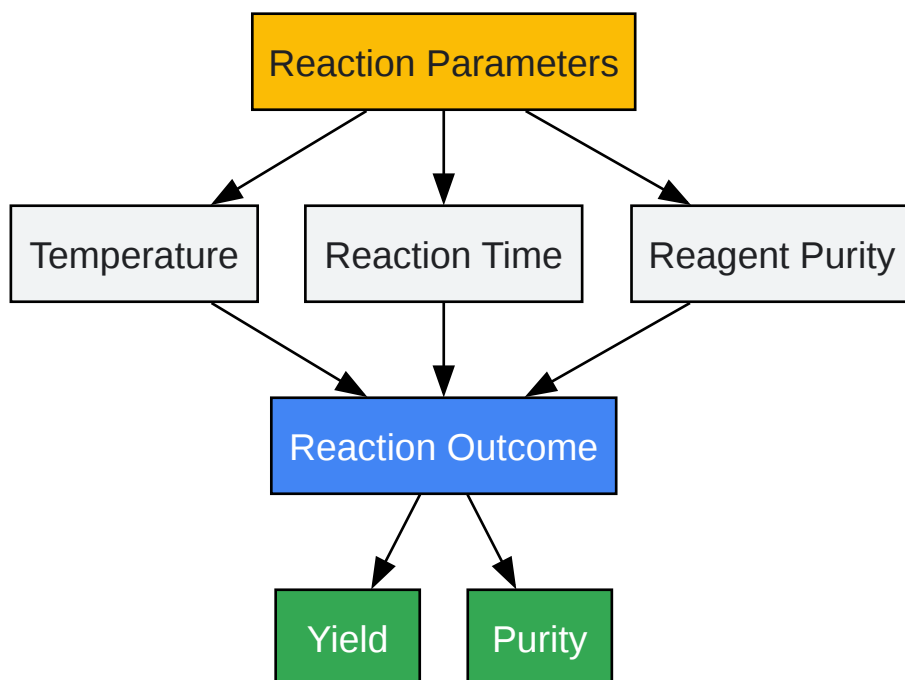 Reaction Parameters
Temperature
Reaction Time
Reagent Purity
Reaction Outcome
Yield
Purity